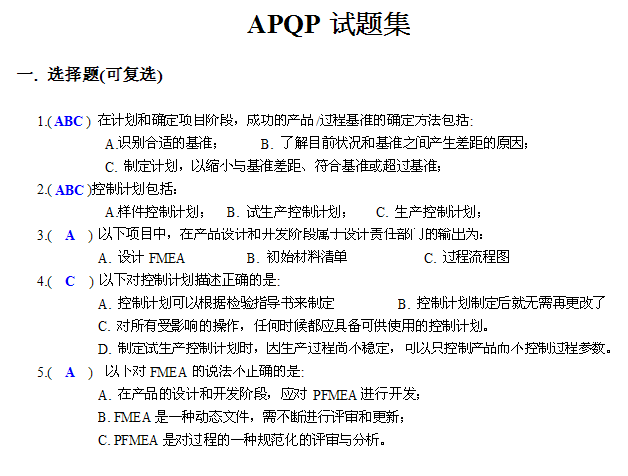 APQP 试题集
一. 选择题(可复选)
1.( ABC ) 在计划和确定项目阶段，成功的产品/过程基准的确定方法包括:
A.识别合适的基准； B. 了解目前状况和基准之间产生差距的原因；
C. 制定计划，以缩小与基准差距、符合基准或超过基准；
2.( ABC )控制计划包括：
A.样件控制计划； B. 试生产控制计划； C. 生产控制计划；
3.( A ) 以下项目中，在产品设计和开发阶段属于设计责任部门的输出为：
A. 设计 FMEA B. 初始材料清单 C. 过程流程图
4.( C ) 以下对控制计划描述正确的是:
A. 控制计划可以根据检验指导书来制定 B. 控制计划制定后就无需再更改了
C. 对所有受影响的操作，任何时候都应具备可供使用的控制计划。
D. 制定试生产控制计划时，因生产过程尚不稳定，可以只控制产品而不控制过程参数。
5.( A ) 以下对 FMEA 的说法不正确的是:
A. 在产品的设计和开发阶段，应对 PFMEA 进行开发；
B. FMEA 是一种动态文件，需不断进行评审和更新；
C. PFMEA 是对过程的一种规范化的评审与分析。